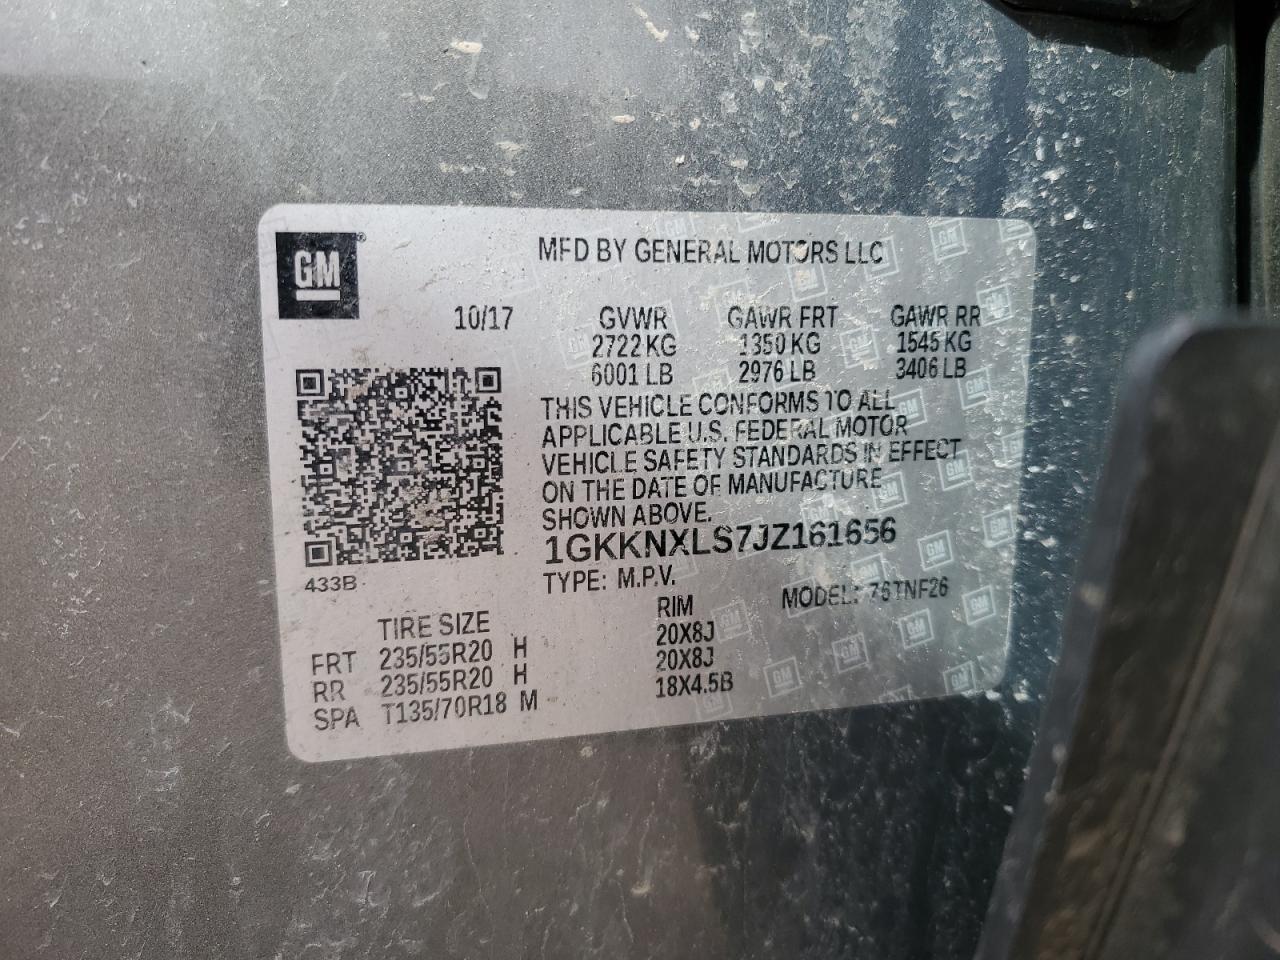 GM
MFD BY GENERAL MOTORS LLC
10/17 GVWR GAWR FRT GAWR RR
2722 KG 1350 KG 1545 KG
6001 LB 2976 LB 3406 LB
THIS VEHICLE CONFORMS TO ALL
APPLICABLE U.S. FEDERAL MOTOR
VEHICLE SAFETY STANDARDS IN EFFECT
ON THE DATE OF MANUFACTURE
SHOWN ABOVE.
1GKKNXLS7JZ161656
433B
TYPE: M.P.V. MODEL: 76TNF26
TIRE SIZE RIM
FRT 235/55R20 H 20X8J
RR 235/55R20 H 20X8J
SPA T135/70R18 M 18X4.5B